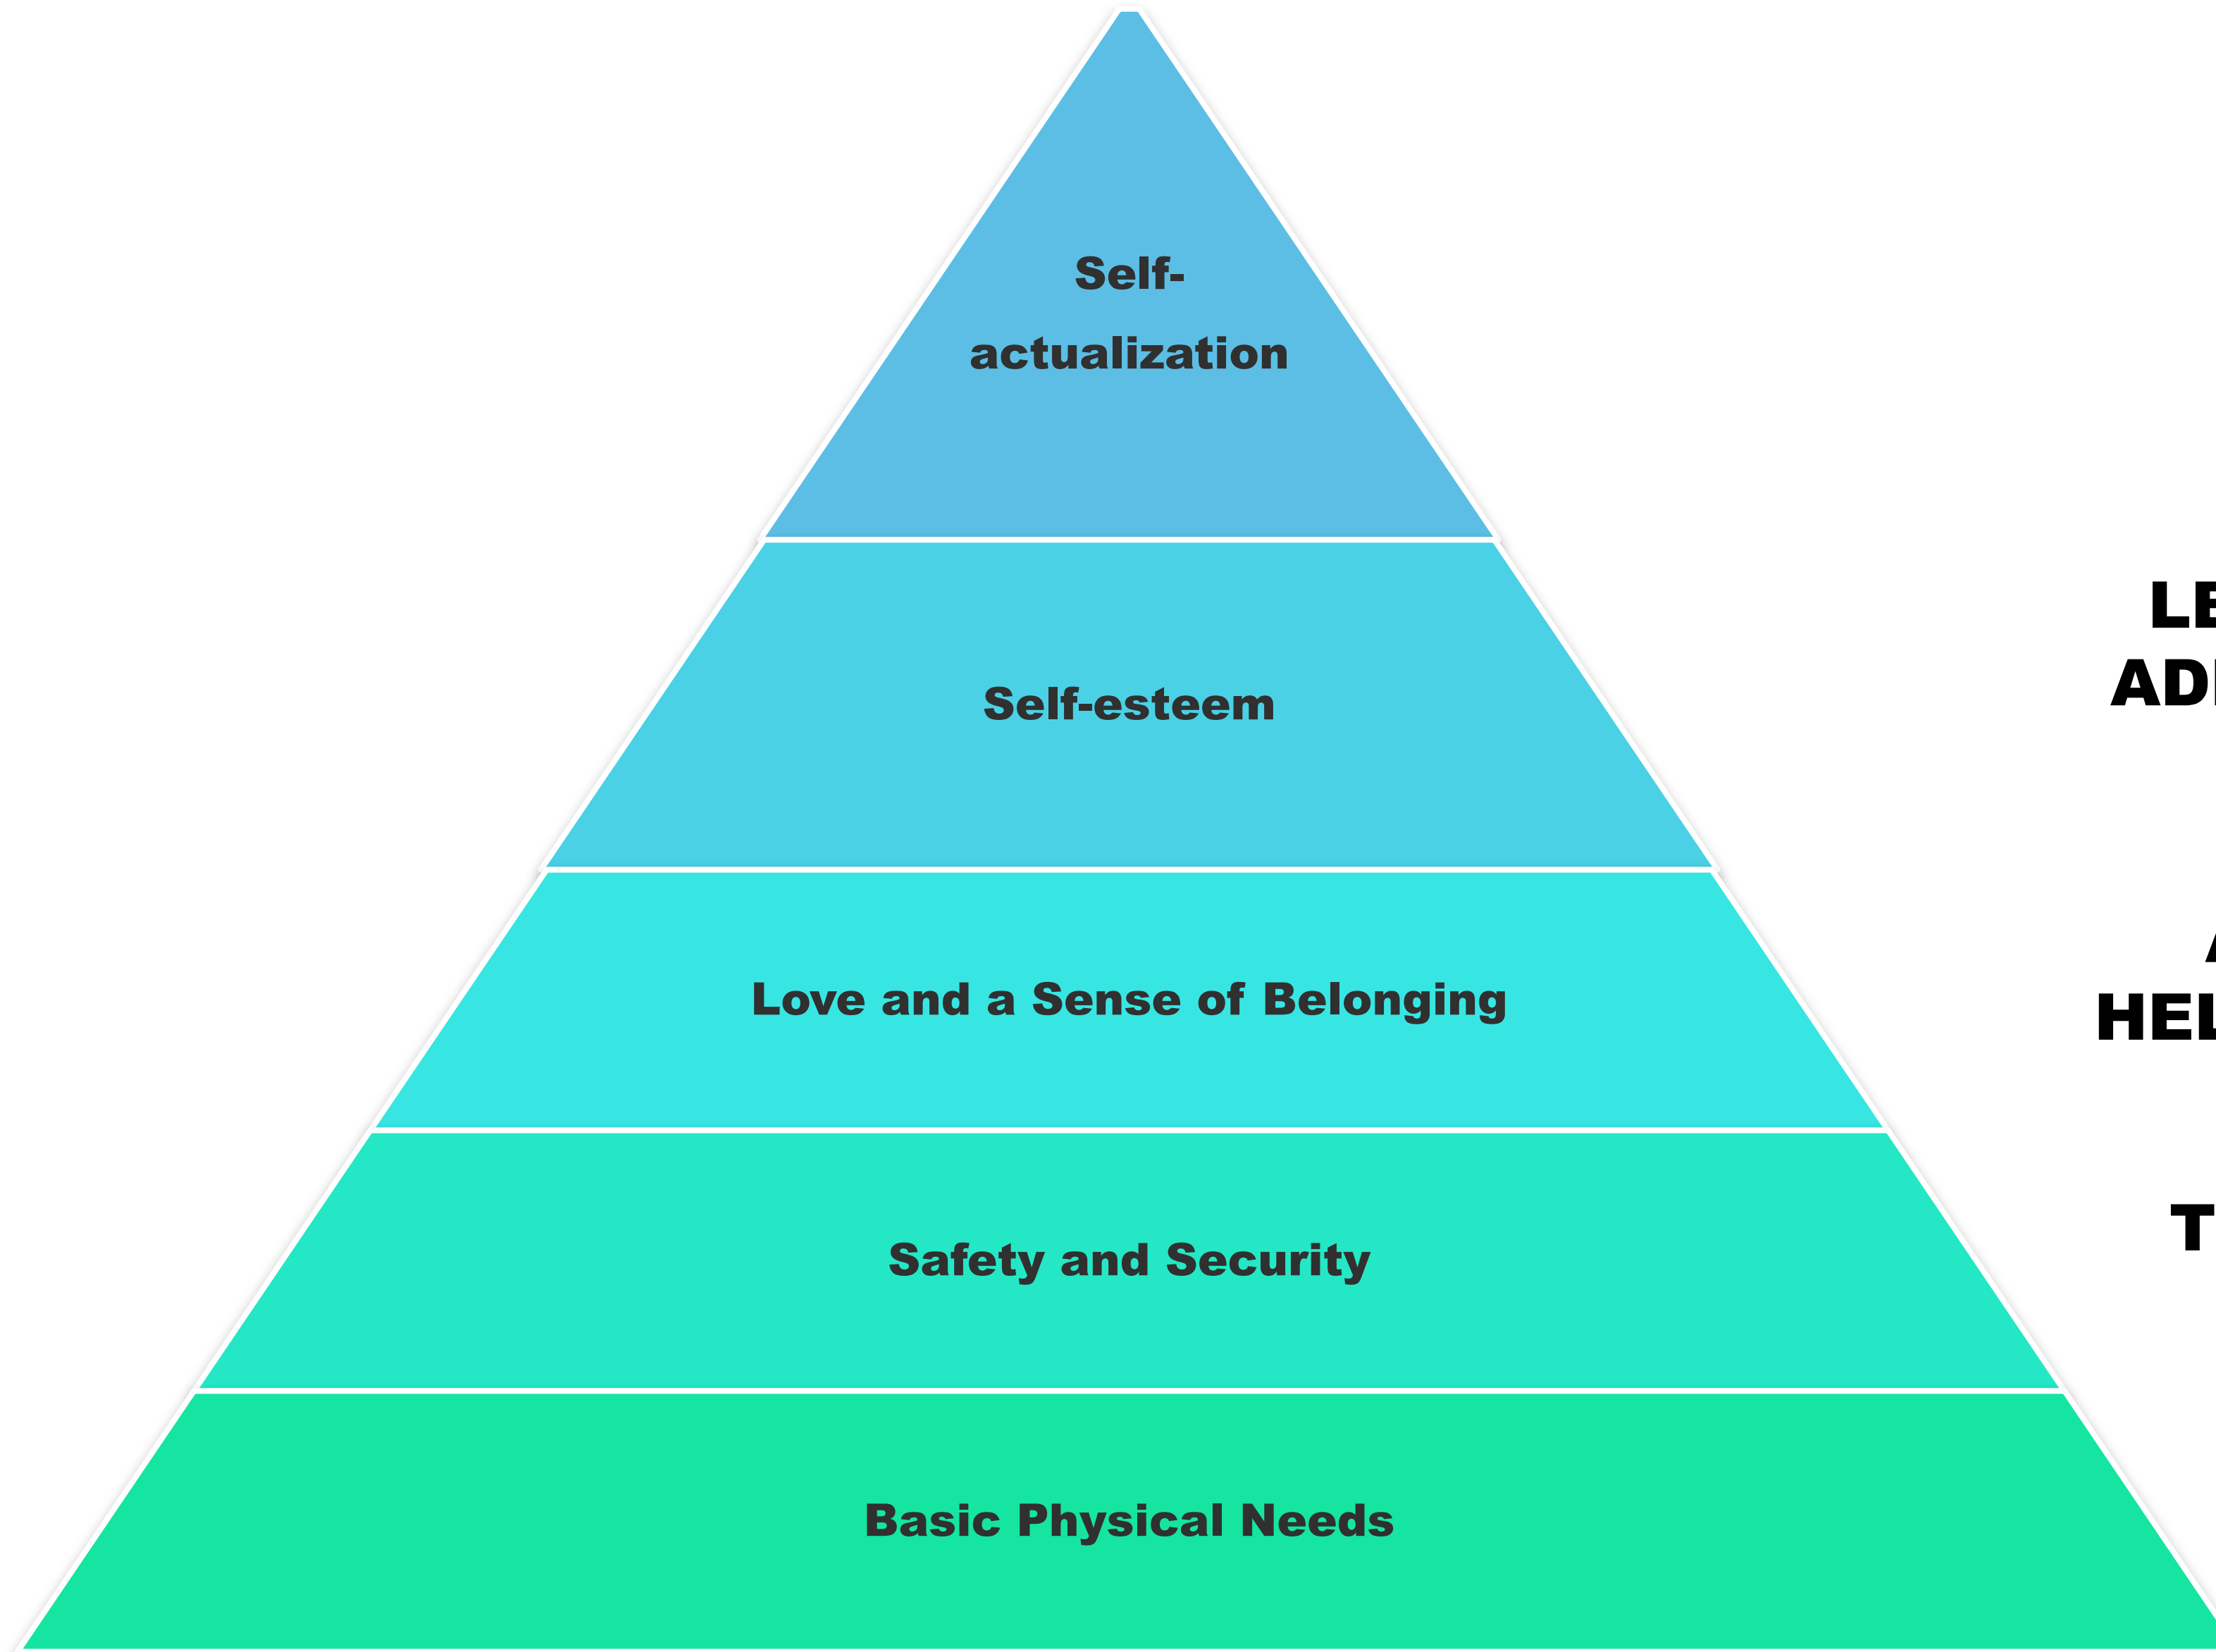 Self-
actualization
Self-esteem
Love and a Sense of Belonging
Safety and Security
Basic Physical Needs